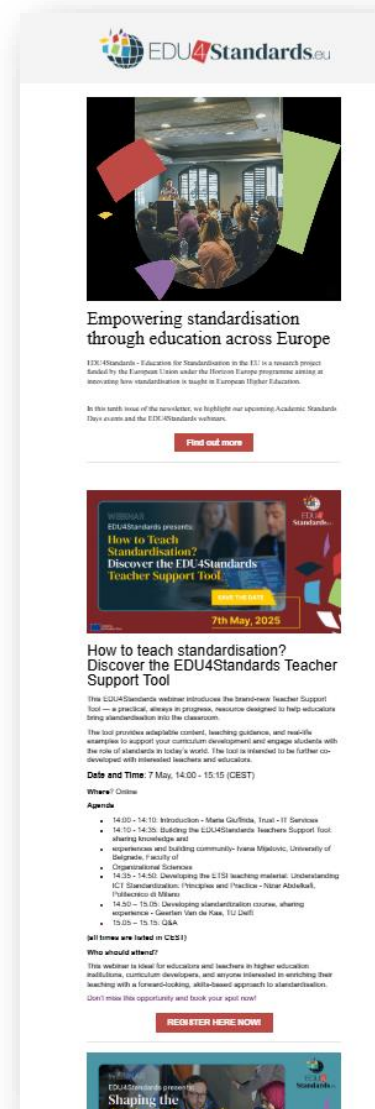 EDU4Standards.eu
Empowering standardisation
through education across Europe
EDU4Standards - Education for Standardisation in the EU is a research project
funded by the European Union under the Horizon Europe programme aiming at
innovating how standardisation is taught in European Higher Education.
In this tenth issue of the newsletter, we highlight our upcoming Academic Standards
Days events and the EDU4Standards webinars.
Find out more
WEBINAR
EDU4Standards presents:
How to Teach
Standardisation?
Discover the EDU4Standards
Teacher Support Tool
SAVE THE DATE
7th May, 2025
EDU4
Standards.eu
How to teach standardisation?
Discover the EDU4Standards Teacher
Support Tool
This EDU4Standards webinar introduces the brand-new Teacher Support
Tool — a practical, always in progress, resource designed to help educators
bring standardisation into the classroom.
The tool provides adaptable content, teaching guidance, and real-life
examples to support your curriculum development and engage students with
the role of standards in today's world. The tool is intended to be further co-
developed with interested teachers and educators.
Date and Time: 7 May, 14:00 - 15:15 (CEST)
Where? Online
Agenda
14:00 - 14:10: Introduction - Maria Giuffrida, Trust - IT Services
14:10 - 14:35: Building the EDU4Standards Teachers Support Tool:
sharing knowledge and
experiences and building community- Ivana Mijatovic, University of
Belgrade, Faculty of
Organizational Sciences
14:35 - 14:50: Developing the ETSI teaching material: Understanding
ICT Standardization: Principles and Practice - Nizar Abdelkafi,
Politecnico di Milano
14.50 – 15.05: Developing standardization course, sharing
experience - Geerten Van de Kaa, TU Delft
15.05 – 15.15: Q&A
(all times are listed in CEST)
Who should attend?
This webinar is ideal for educators and teachers in higher education
institutions, curriculum developers, and anyone interested in enriching their
teaching with a forward-looking, skills-based approach to standardisation.
Don't miss this opportunity and book your spot now!
REGISTER HERE NOW!
EDU4Standards presents:
Shaping the
EDU4
Standards.eu